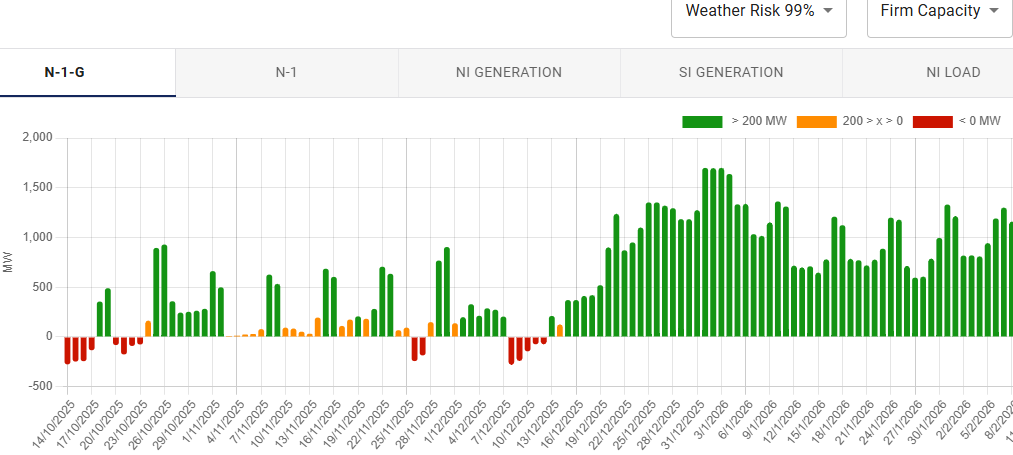 Weather Risk 99% Firm Capacity
N-1-G N-1 NI GENERATION SI GENERATION NI LOAD
> 200 MW 200 > x > 0 < 0 MW
2,000
1,500
1,000
500
0
-500
MW
14/10/2025 17/10/2025 20/10/2025 23/10/2025 26/10/2025 29/10/2025 1/11/2025 4/11/2025 7/11/2025 10/11/2025 13/11/2025 16/11/2025 19/11/2025 22/11/2025 25/11/2025 28/11/2025 1/12/2025 4/12/2025 7/12/2025 10/12/2025 13/12/2025 16/12/2025 19/12/2025 22/12/2025 25/12/2025 28/12/2025 31/12/2025 3/1/2026 6/1/2026 9/1/2026 12/1/2026 15/1/2026 18/1/2026 21/1/2026 24/1/2026 27/1/2026 30/1/2026 2/2/2026 5/2/2026 8/2/2026